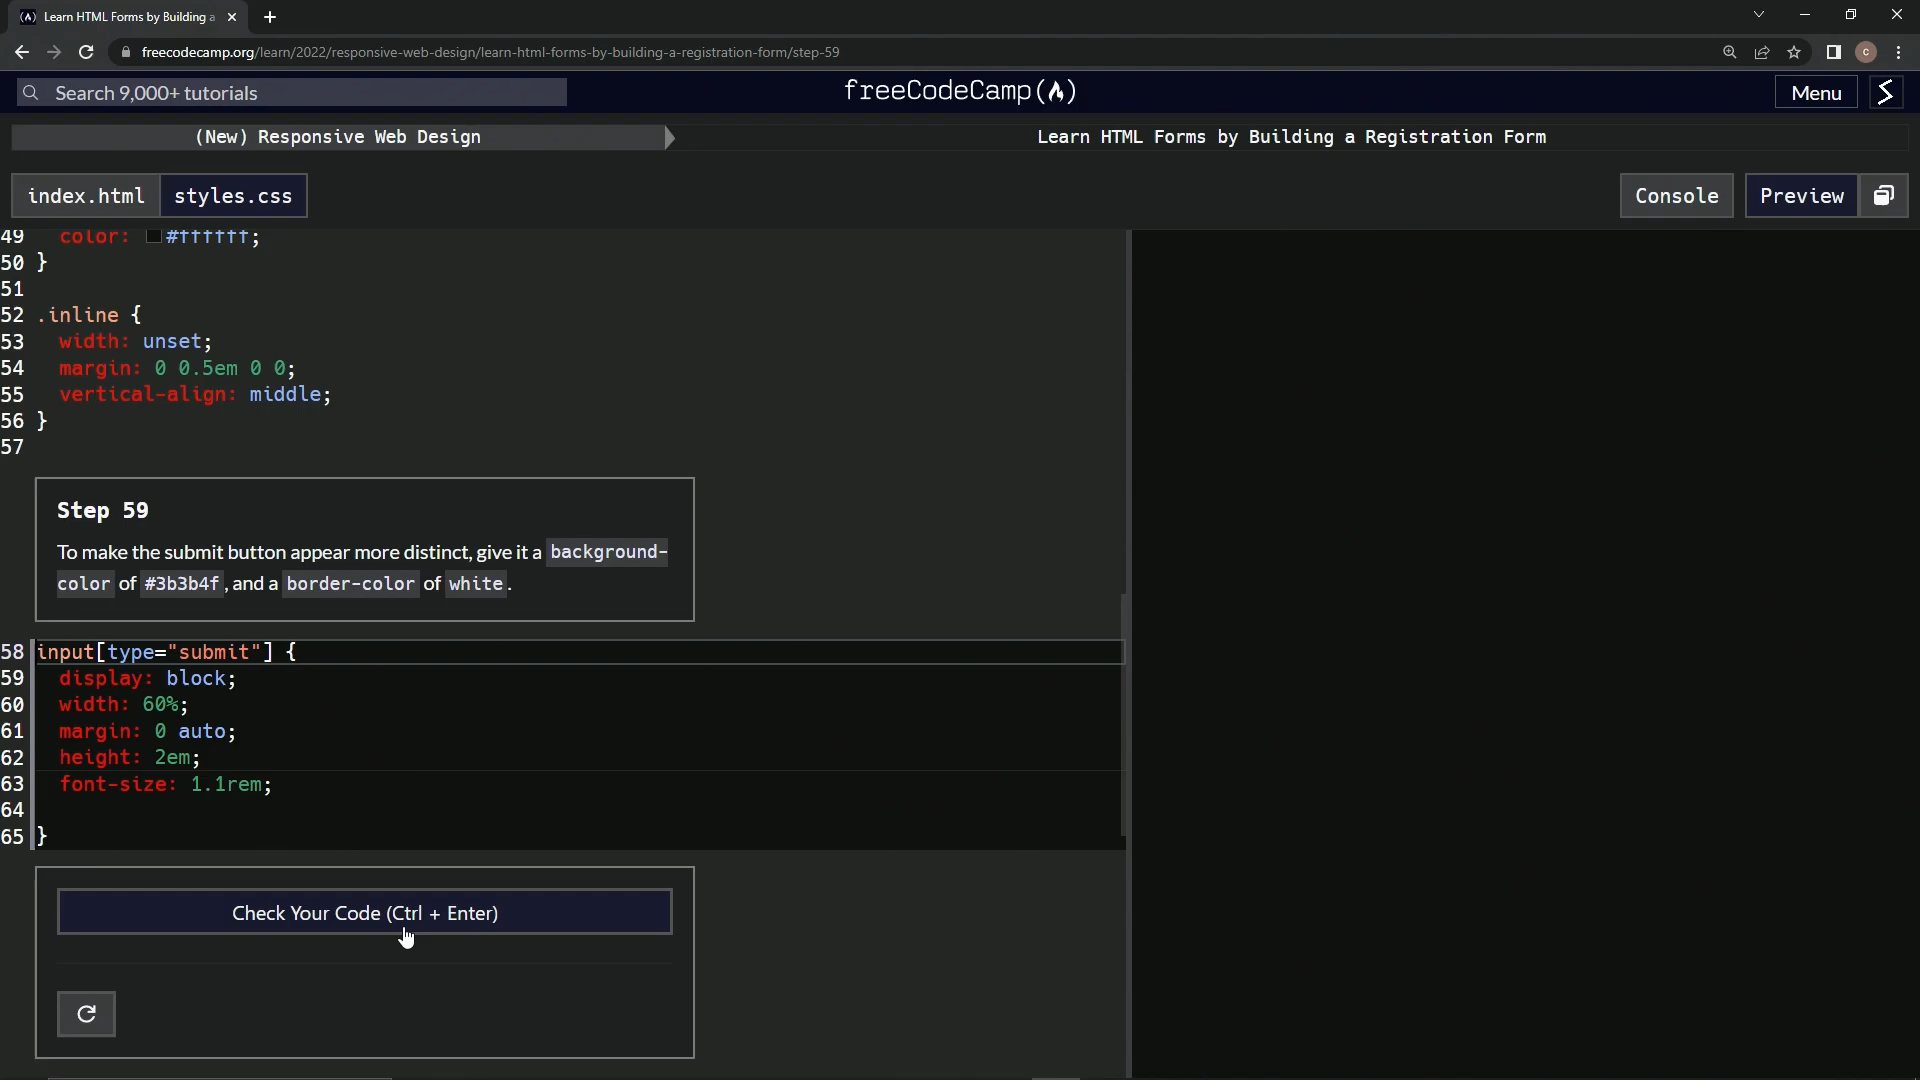 Learn HTML Forms by Building a
freecodecamp.org/learn/2022/responsive-web-design/learn-html-forms-by-building-a-registration-form/step-59
c
Search 9,000+ tutorials
freeCodeCamp
Menu
(New) Responsive Web Design
Learn HTML Forms by Building a Registration Form
index.html
styles.css
Console
Preview
49 color: #ffffff;
50 }
51
52 .inline {
53 width: unset;
54 margin: 0 0.5em 0 0;
55 vertical-align: middle;
56 }
57
Step 59
To make the submit button appear more distinct, give it a background-
color of #3b3b4f, and a border-color of white.
58 input[type="submit"] {
59 display: block;
60 width: 60%;
61 margin: 0 auto;
62 height: 2em;
63 font-size: 1.1rem;
64
65 }
Check Your Code (Ctrl + Enter)